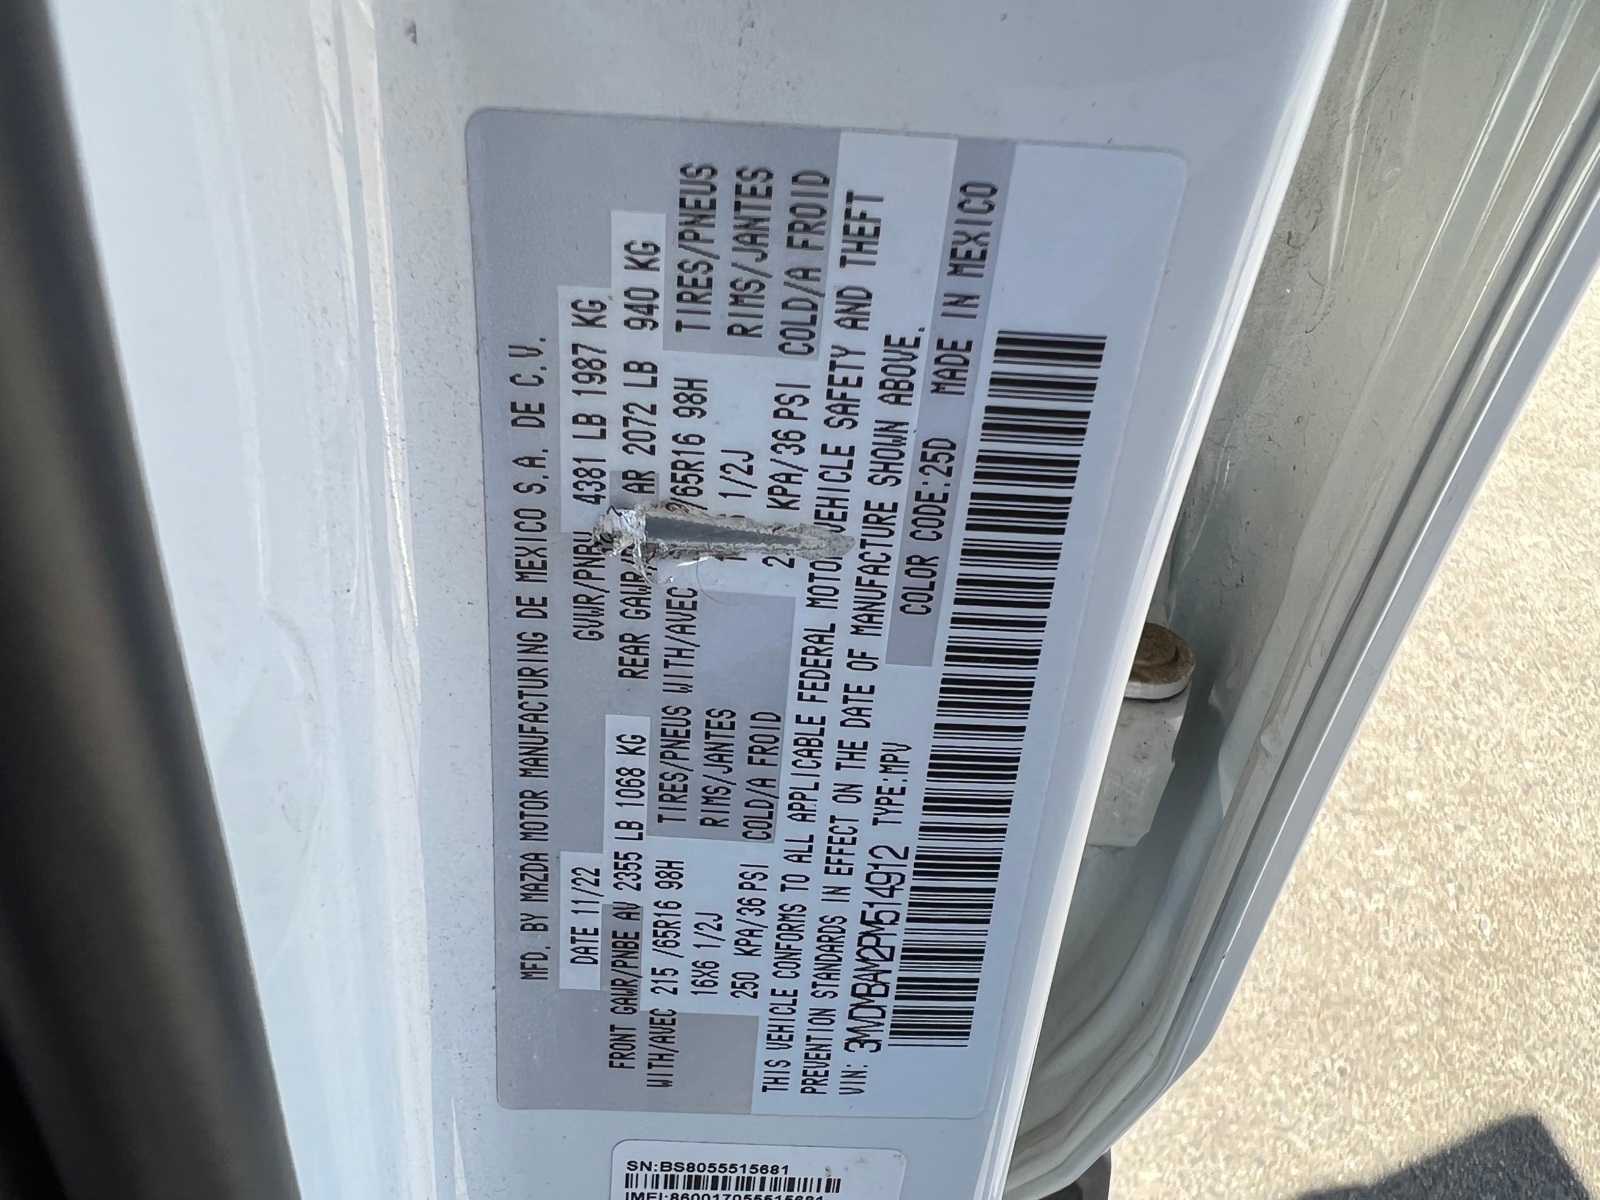 MFD. BY MAZDA MOTOR MANUFACTURING DE MEXICO S.A. DE C.V.
DATE 11/22 GVWR/PNBV 4381 LB 1987 KG
FRONT GAWR/PNBE AV 2355 LB 1068 KG REAR GAWR/ AR 2072 LB 940 KG
WITH/AVEC 215 /65R16 98H TIRES/PNEUS WITH/AVEC /65R16 98H TIRES/PNEUS
16X6 1/2J RIMS/JANTES 1/2J RIMS/JANTES
250 KPA/36 PSI COLD/A FROID KPA/36 PSI COLD/A FROID
THIS VEHICLE CONFORMS TO ALL APPLICABLE FEDERAL MOTOR VEHICLE SAFETY AND THEFT
PREVENTION STANDARDS IN EFFECT ON THE DATE OF MANUFACTURE SHOWN ABOVE.
VIN: 3MVDMBAM2PM514912 TYPE:MPV COLOR CODE:25D MADE IN MEXICO
SN:BS8055515681
IMEI:860017055515681